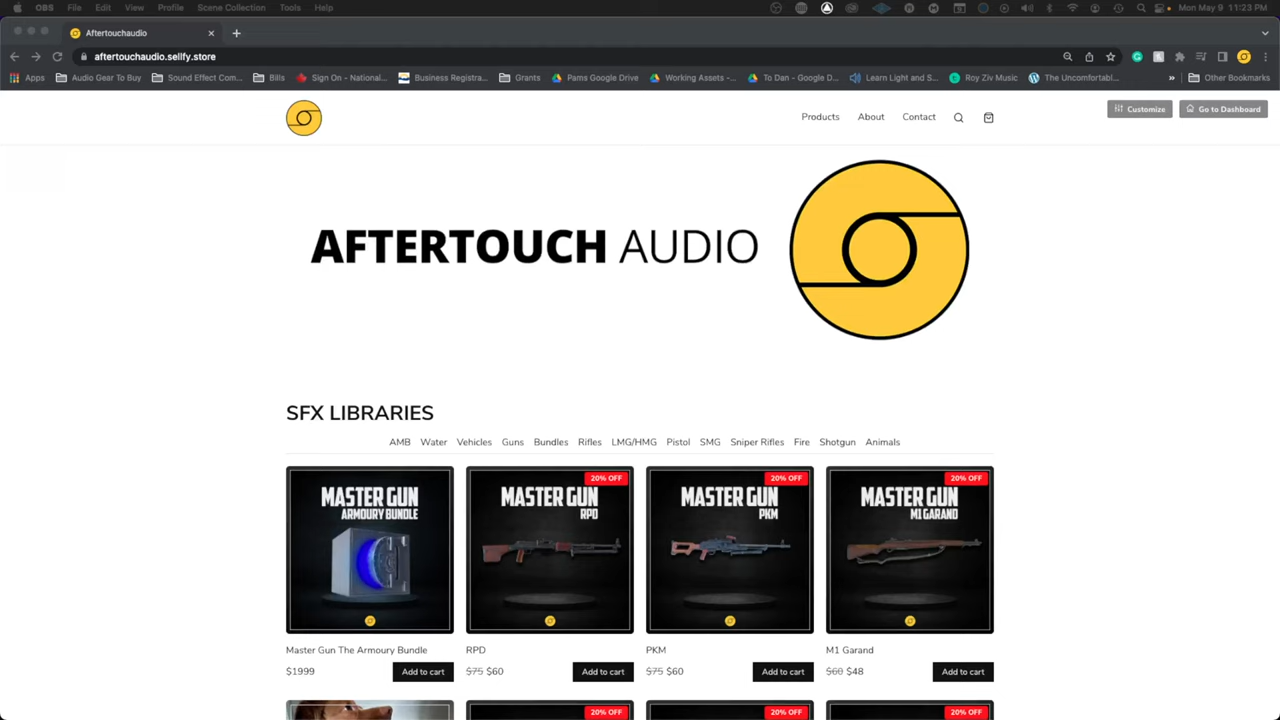 OBS File Edit View Profile Scene Collection Tools Help Mon May 9 11:23 PM
Aftertouchaudio
aftertouchaudio.sellfy.store
Apps Audio Gear To Buy Sound Effect Com... Bills Sign On - National... Business Registra... Grants Pams Google Drive Working Assets -... To Dan - Google D... Learn Light and S... Roy Ziv Music The Uncomfortabl... » Other Bookmarks
Products About Contact
Customize Go to Dashboard
AFTERTOUCH AUDIO
SFX LIBRARIES
AMB Water Vehicles Guns Bundles Rifles LMG/HMG Pistol SMG Sniper Rifles Fire Shotgun Animals
20% OFF 20% OFF 20% OFF
MASTER GUN MASTER GUN MASTER GUN MASTER GUN
ARMOURY BUNDLE RPD PKM M1 GARAND
Master Gun The Armoury Bundle RPD PKM M1 Garand
$1999 Add to cart $75 $60 Add to cart $75 $60 Add to cart $60 $48 Add to cart
20% OFF 20% OFF 20% OFF